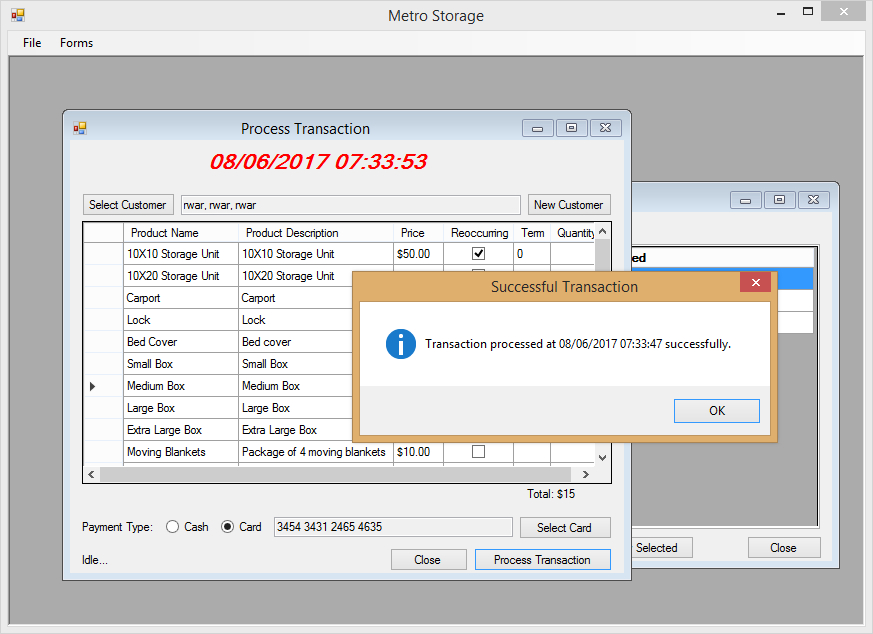 Metro Storage
File Forms
Process Transaction
08/06/2017 07:33:53
Select Customer rwar, rwar, rwar New Customer
Product Name Product Description Price Reoccurring Term Quantity
10X10 Storage Unit 10X10 Storage Unit $50.00 0
10X20 Storage Unit 10X20 Storage Unit
Carport Carport
Lock Lock
Bed Cover Bed cover
Small Box Small Box
Medium Box Medium Box
Large Box Large Box
Extra Large Box Extra Large Box
Moving Blankets Package of 4 moving blankets $10.00
Total: $15
Payment Type: Cash Card 3454 3431 2465 4635 Select Card
Idle... Close Process Transaction
Successful Transaction
Transaction processed at 08/06/2017 07:33:47 successfully.
OK
ed
Selected Close